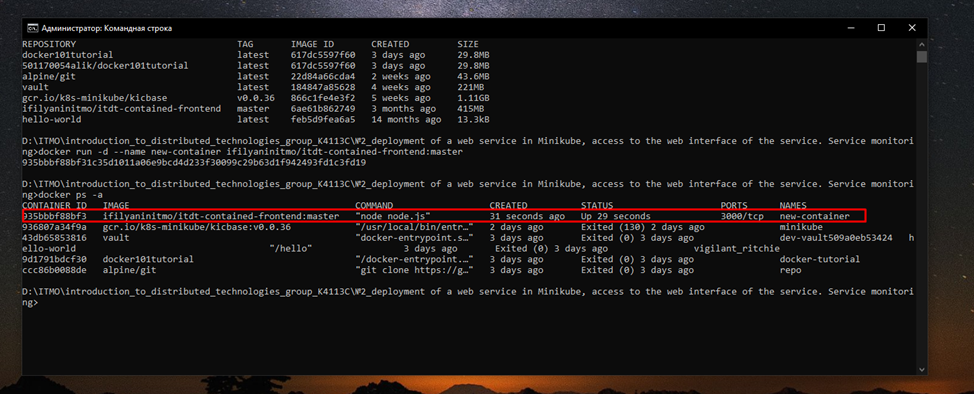 Администратор: Командная строка
REPOSITORY TAG IMAGE ID CREATED SIZE
docker101tutorial latest 617dc5597f60 3 days ago 29.8MB
501170054alik/docker101tutorial latest 617dc5597f60 3 days ago 29.8MB
alpine/git latest 22d84a66cda4 2 weeks ago 43.6MB
vault latest 184847a85628 4 weeks ago 221MB
gcr.io/k8s-minikube/kicbase v0.0.36 866c1fe4e3f2 5 weeks ago 1.11GB
ifilyaninitmo/itdt-contained-frontend master 6ae61b862749 3 months ago 415MB
hello-world latest feb5d9fea6a5 14 months ago 13.3kB
D:\ITMO\introduction_to_distributed_technologies_group_K4113C\№2_deployment of a web service in Minikube, access to the web interface of the service. Service monitori
ng>docker run -d --name new-container ifilyaninitmo/itdt-contained-frontend:master
935bbbf88bf31c35d1011a06e9bcd4d233f30099c29b63d1f942493fd1c3fd19
D:\ITMO\introduction_to_distributed_technologies_group_K4113C\№2_deployment of a web service in Minikube, access to the web interface of the service. Service monitori
ng>docker ps -a
CONTAINER ID IMAGE COMMAND CREATED STATUS PORTS NAMES
935bbbf88bf3 ifilyaninitmo/itdt-contained-frontend:master "node node.js" 31 seconds ago Up 29 seconds 3000/tcp new-container
936807a34f9a gcr.io/k8s-minikube/kicbase:v0.0.36 "/usr/local/bin/entr…" 2 days ago Exited (130) 2 days ago minikube
43db65853816 vault "docker-entrypoint.s…" 3 days ago Exited (0) 3 days ago dev-vault509a0eb53424 h
ello-world "/hello" 3 days ago Exited (0) 3 days ago vigilant_ritchie
9d1791bdcf30 docker101tutorial "/docker-entrypoint.…" 3 days ago Exited (0) 3 days ago docker-tutorial
ccc86b0088de alpine/git "git clone https://g…" 3 days ago Exited (0) 3 days ago repo
D:\ITMO\introduction_to_distributed_technologies_group_K4113C\№2_deployment of a web service in Minikube, access to the web interface of the service. Service monitori
ng>